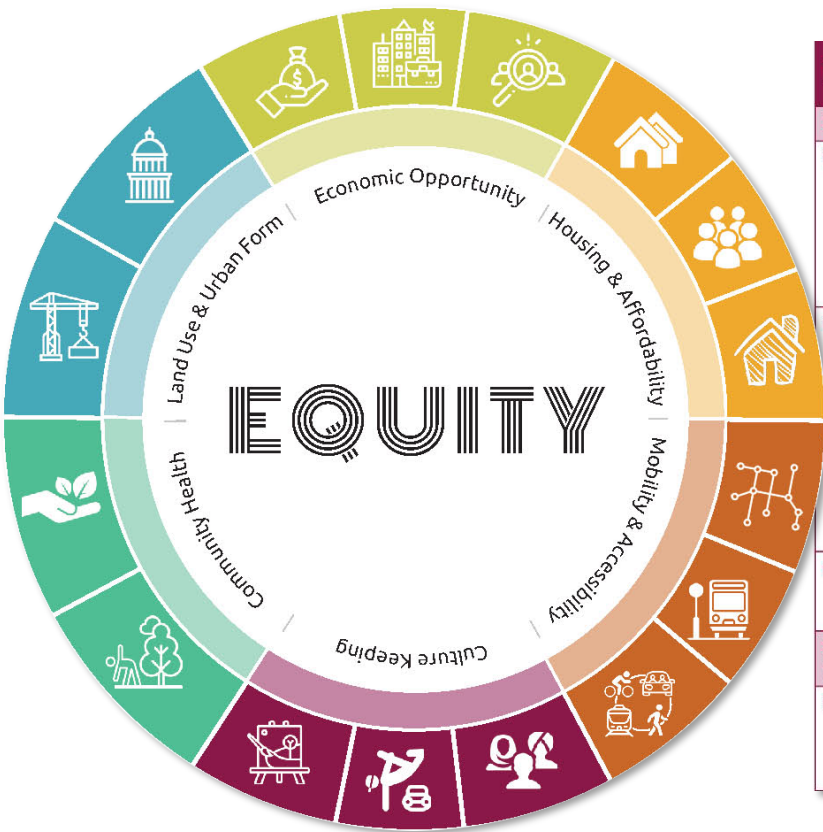 Economic Opportunity
Housing & Affordability
Mobility & Accessibility
Culture Keeping
Community Health
Land Use & Urban Form
EQUITY
$